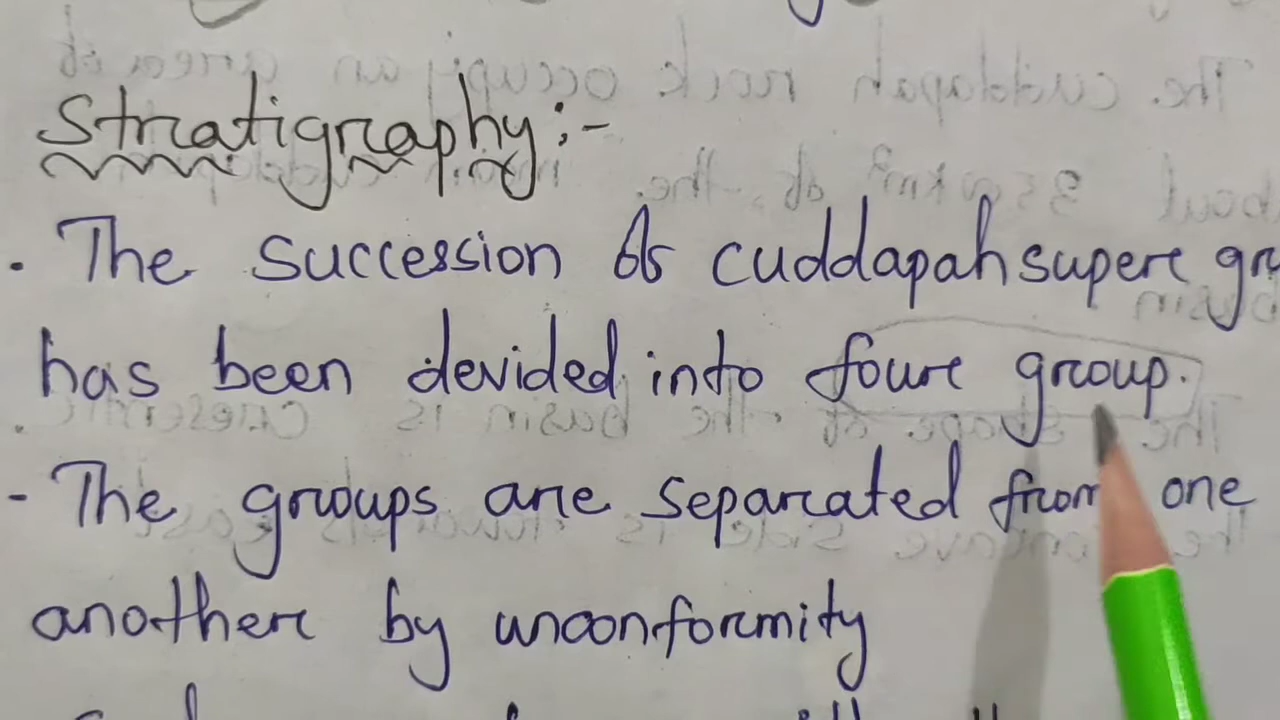 Stratigraphy:-
. The succession of cuddapah super
has been devided into four group.
- The groups are separated from one
another by unconformity